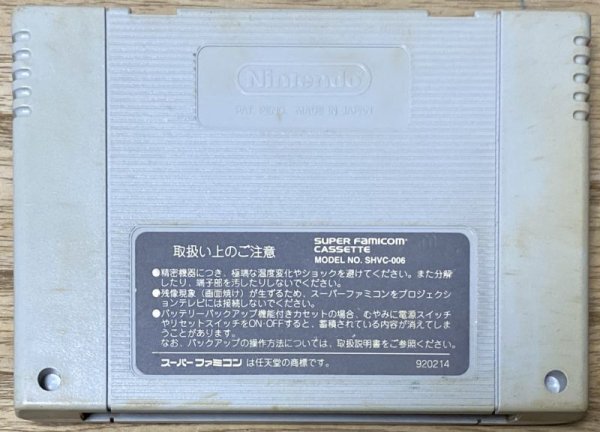 Nintendo
PAT. PEND. MADE IN JAPAN
取扱い上のご注意
SUPER FAMICOM
CASSETTE
MODEL NO. SHVC-006
●精密機器につき、極端な温度変化やショックを避けてください。また分解
したり、端子部を汚したりしないでください。
●残像現象（画面焼け）が生ずるため、スーパーファミコンをプロジェクシ
ョンテレビには接続しないでください。
●バッテリーバックアップ機能付きカセットの場合、むやみに電源スイッチ
やリセットスイッチをON・OFFすると、蓄積されている内容が消えてしま
うことがあります。
なお、バックアップの操作方法については、取扱説明書をご参照ください。
スーパーファミコン は任天堂の商標です。
920214